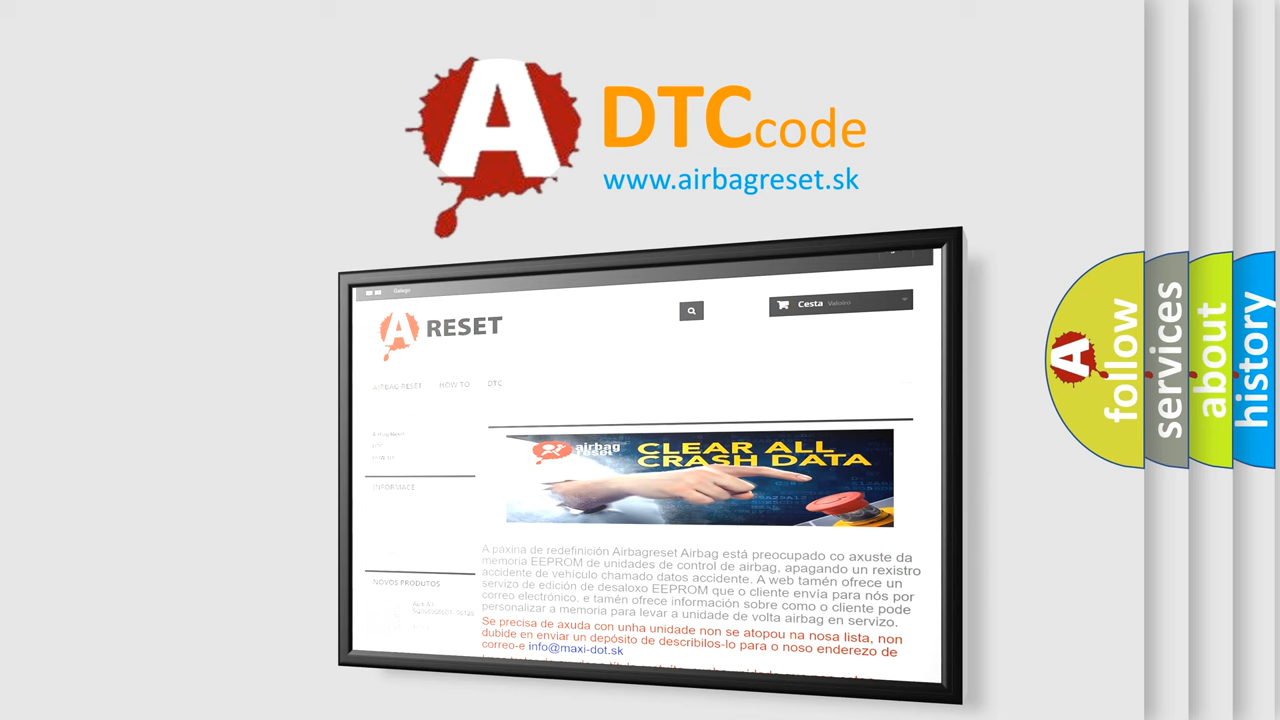 A
DTCcode
www.airbagreset.sk
Galego
A RESET
Cesta Valeiro
AIRBAG RESET HOW TO DTC
INFORMACE
airbag
reset
CLEAR ALL
CRASH DATA
A páxina de redefinición Airbagreset Airbag está preocupado co axuste da
memoria EEPROM de unidades de control de airbag, apagando un rexistro
accidente de vehículo chamado datos accidente. A web tamén ofrece un
servizo de edición de desaloxo EEPROM que o cliente envía para nós por
correo electrónico, e tamén ofrece información sobre como o cliente pode
personalizar a memoria para levar a unidade de volta airbag en servizo.
Se precisa de axuda con unha unidade non se atopou na nosa lista, non
dubide en enviar un depósito de describilos-lo para o noso enderezo de
correo-e info@maxi-dot.sk
NOVOS PRODUTOS
A
follow
services
about
history